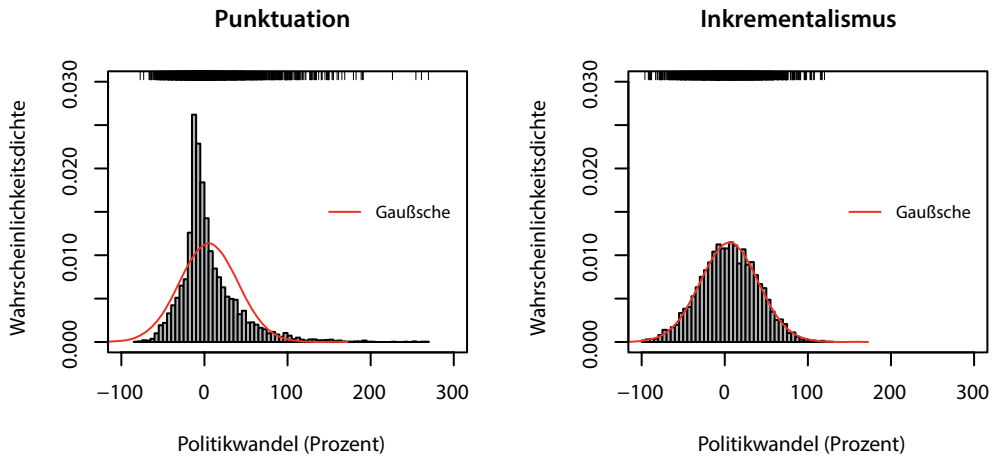 Punktuation
Wahrscheinlichkeitsdichte
0.030
0.020
0.010
0.000
Gaußsche
−100 0 100 200 300
Politikwandel (Prozent)
Inkrementalismus
Wahrscheinlichkeitsdichte
0.030
0.020
0.010
0.000
Gaußsche
−100 0 100 200 300
Politikwandel (Prozent)